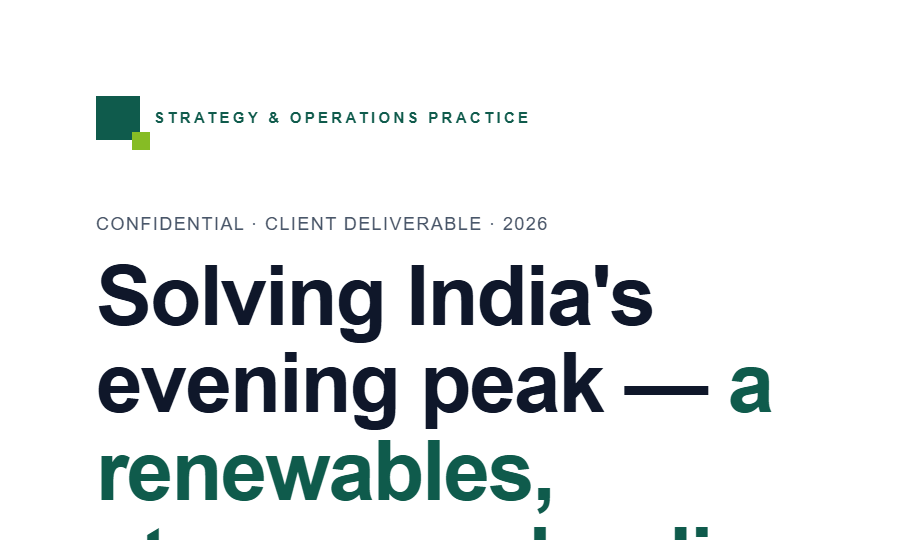 STRATEGY & OPERATIONS PRACTICE
CONFIDENTIAL · CLIENT DELIVERABLE · 2026
Solving India's
evening peak — a
renewables,